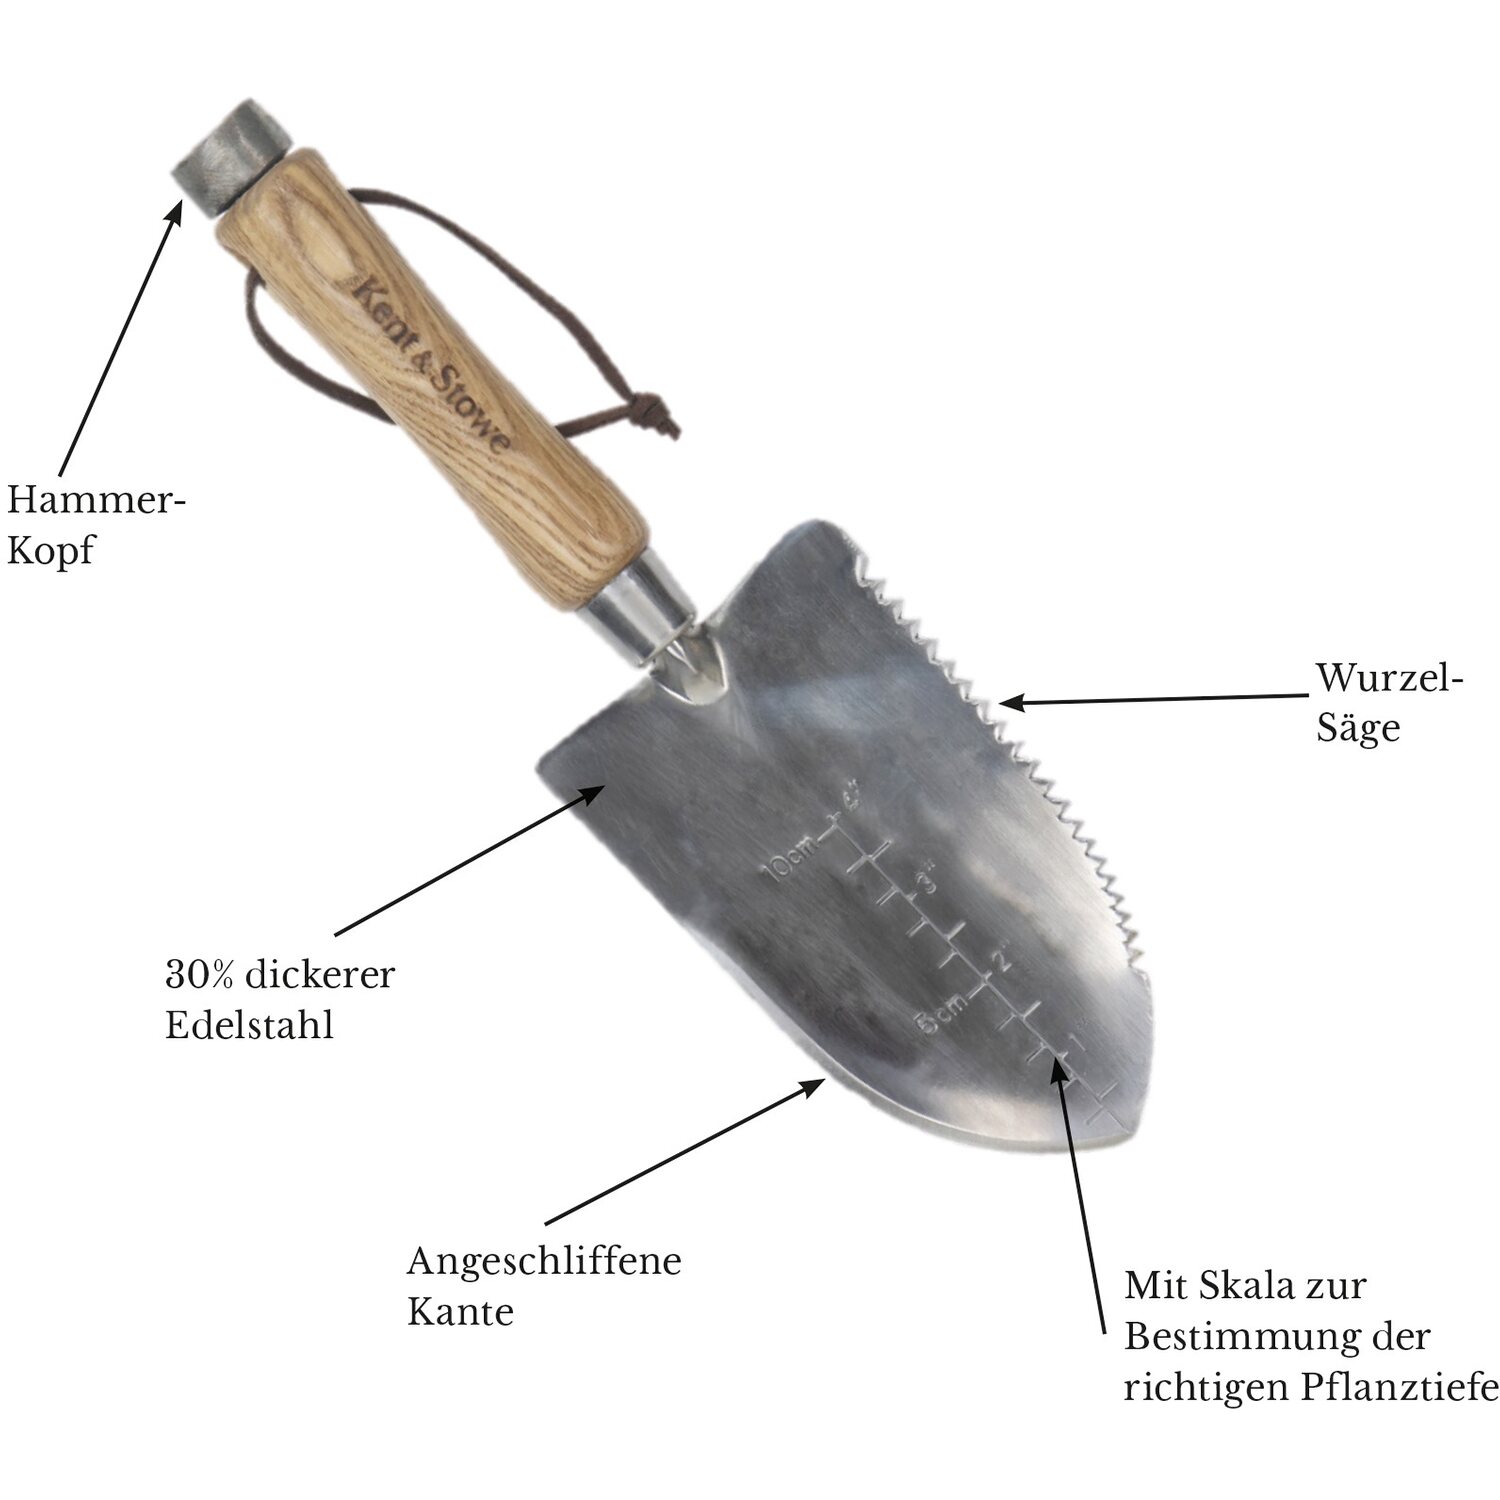 Kent & Stowe
Hammer-
Kopf
Wurzel-
Säge
10cm
4"
3"
2"
5cm
1"
30% dickerer
Edelstahl
Angeschliffene
Kante
Mit Skala zur
Bestimmung der
richtigen Pflanztiefe